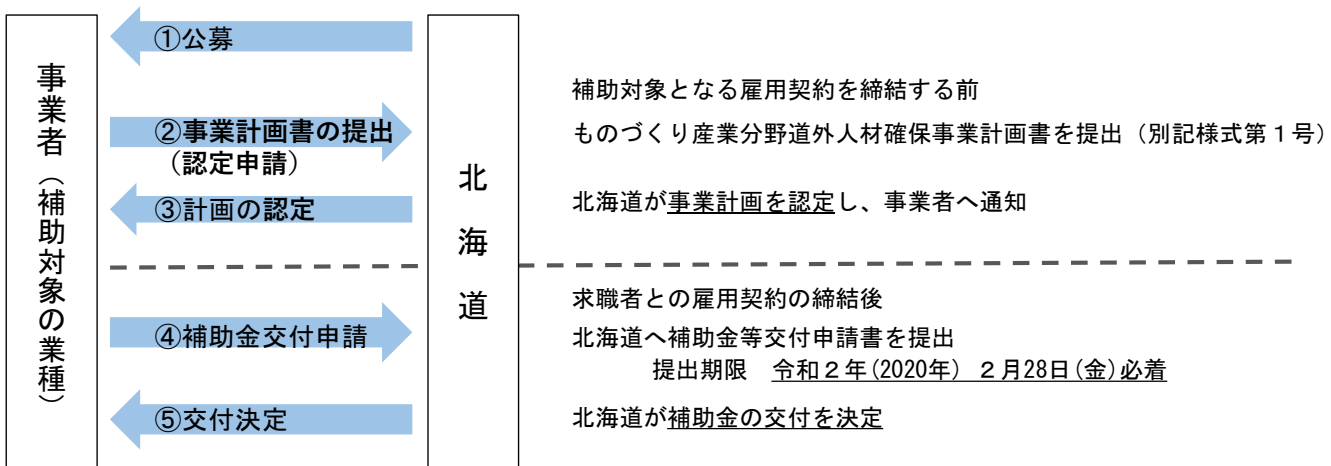 事業者（補助対象の業種）
①公募
②事業計画書の提出
（認定申請）
③計画の認定
④補助金交付申請
⑤交付決定
北海道
補助対象となる雇用契約を締結する前
ものづくり産業分野道外人材確保事業計画書を提出（別記様式第１号）
北海道が事業計画を認定し、事業者へ通知
求職者との雇用契約の締結後
北海道へ補助金等交付申請書を提出
提出期限　令和２年(2020年) ２月28日(金)必着
北海道が補助金の交付を決定